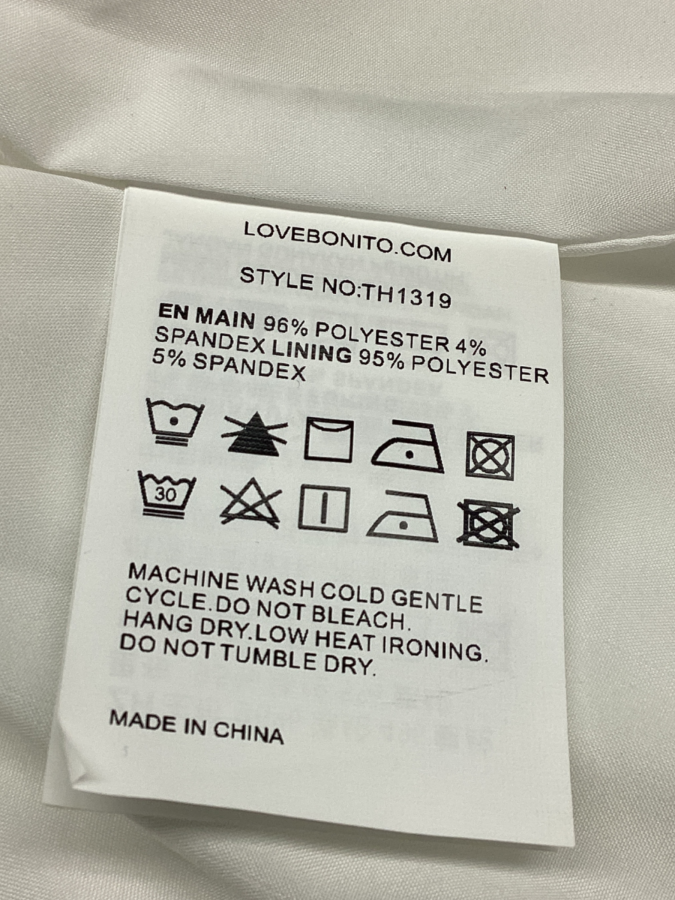 LOVEBONITO.COM
STYLE NO:TH1319
EN MAIN 96% POLYESTER 4%
SPANDEX LINING 95% POLYESTER
5% SPANDEX
30
MACHINE WASH COLD GENTLE
CYCLE.DO NOT BLEACH.
HANG DRY.LOW HEAT IRONING.
DO NOT TUMBLE DRY.
MADE IN CHINA